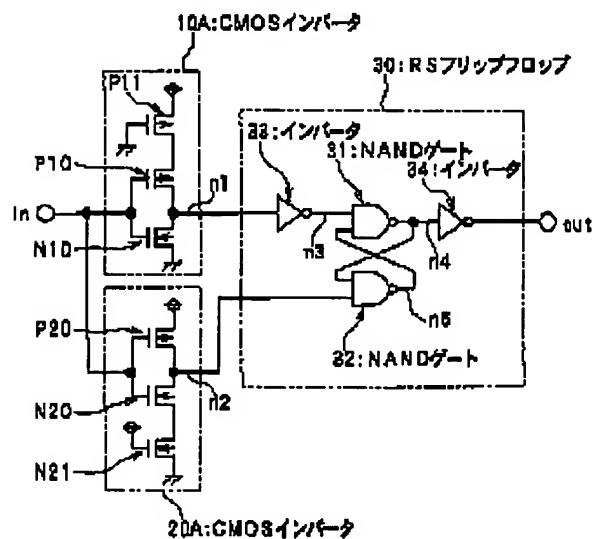 10A:CMOSインバータ
30:RSフリップフロップ
P11
33:インバータ
31:NANDゲート
34:インバータ
P10
n1
In
out
N10
n3
n4
P20
n5
32:NANDゲート
N20
n2
N21
20A:CMOSインバータ